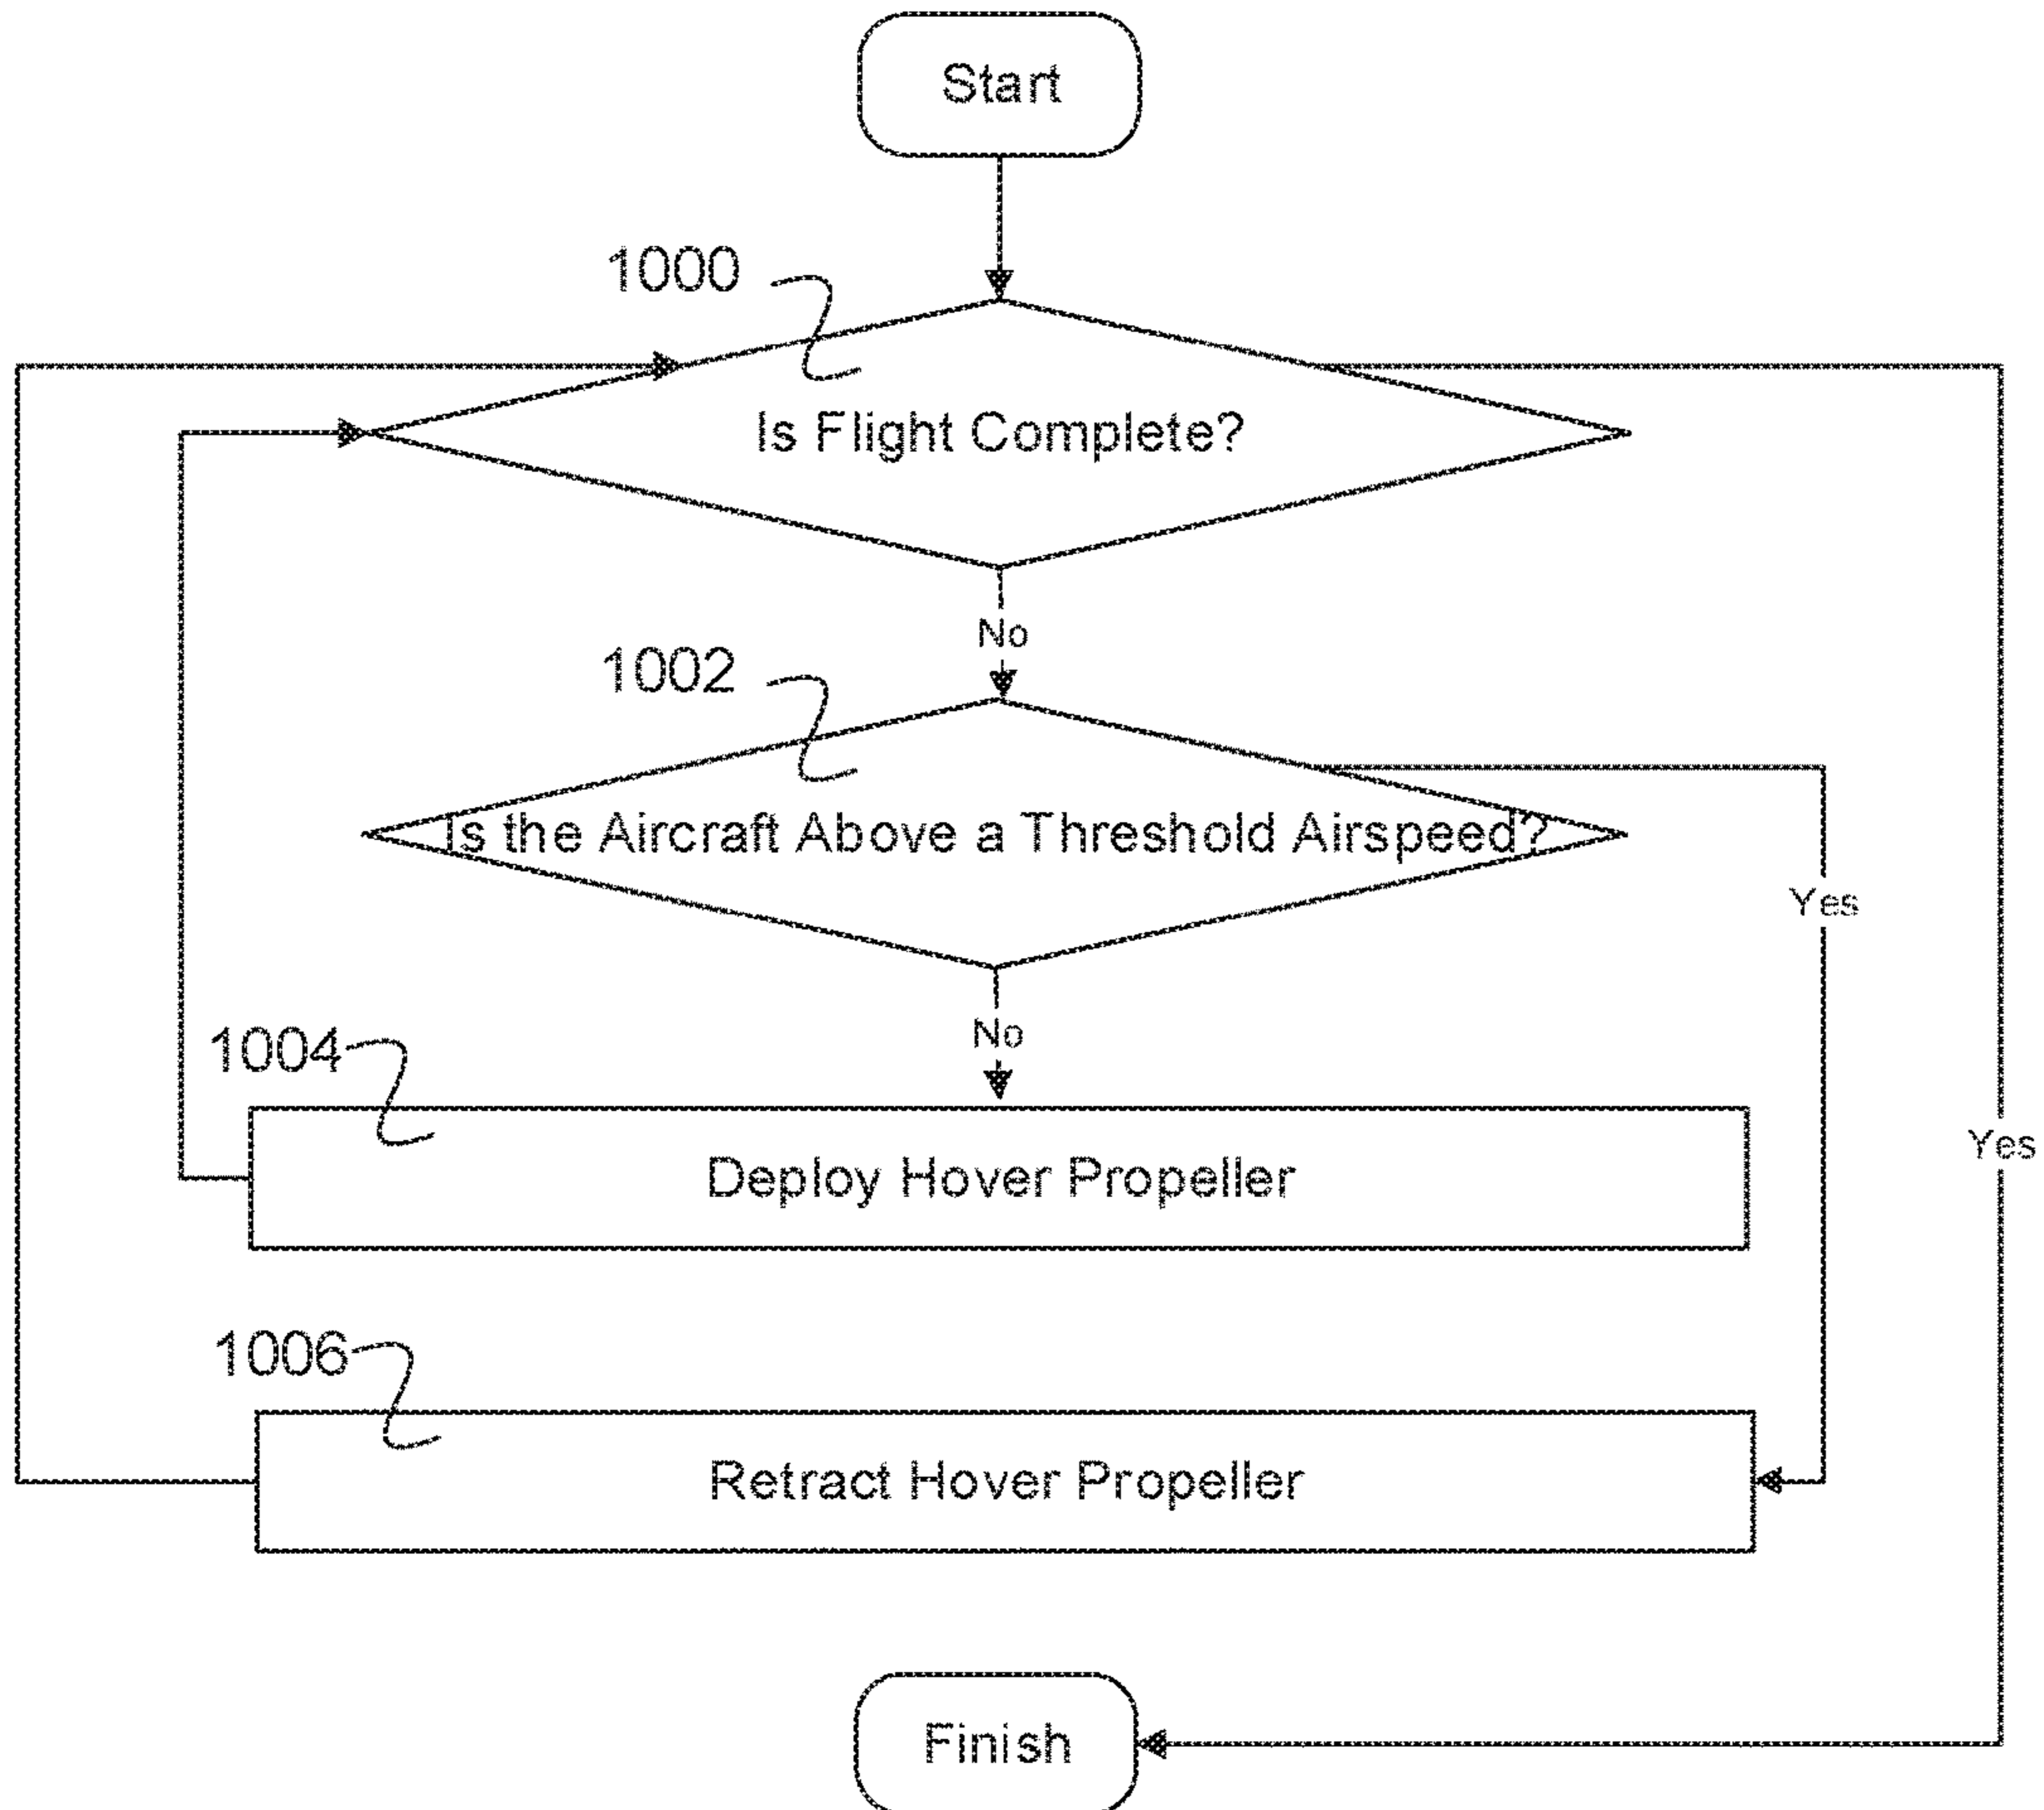 Start
1000
Is Flight Complete?
No
1002
Is the Aircraft Above a Threshold Airspeed?
Yes
No
1004
Yes
Deploy Hover Propeller
1006
Retract Hover Propeller
Finish